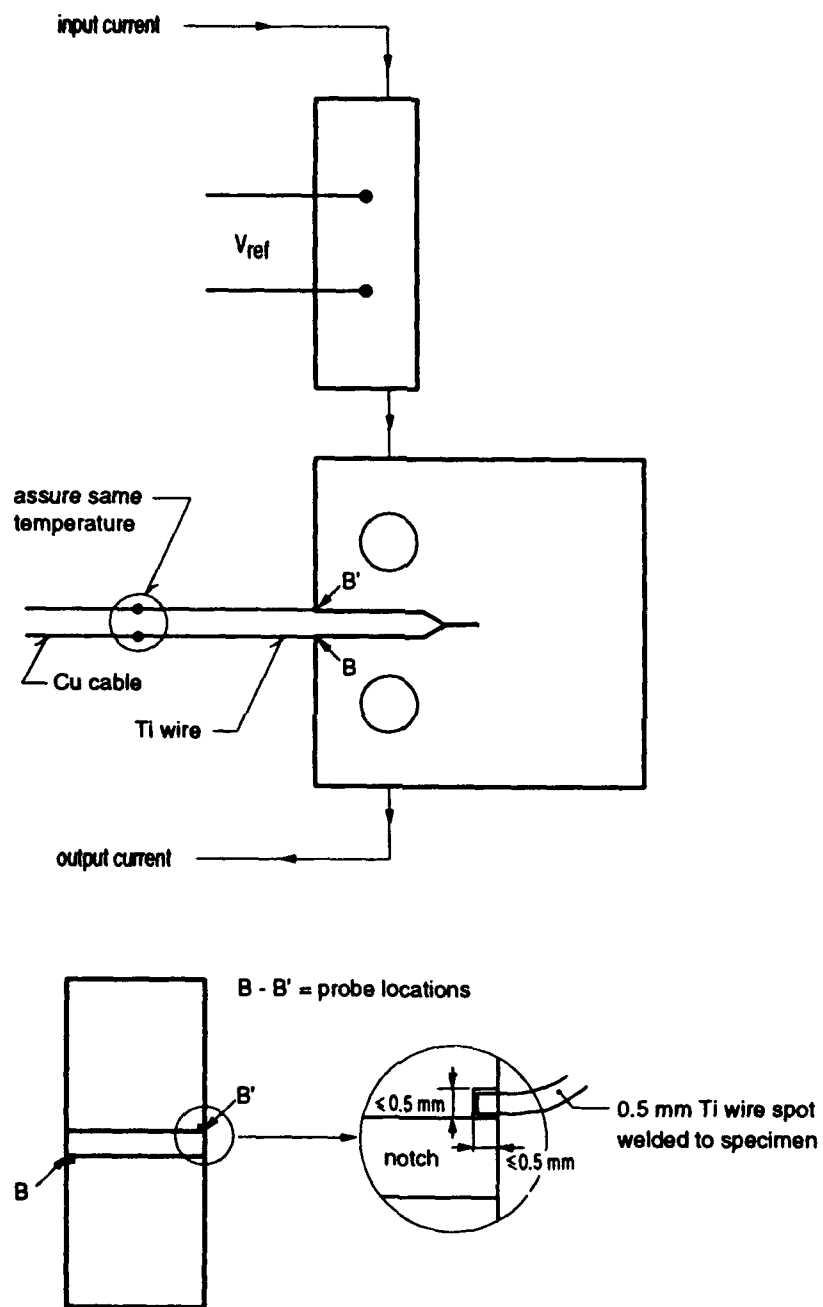 input current
Vref
assure same
temperature
B'
B
Cu cable
Ti wire
output current
B - B' = probe locations
B'
⩽0.5 mm
0.5 mm Ti wire spot
welded to specimen
notch
⩽0.5 mm
B